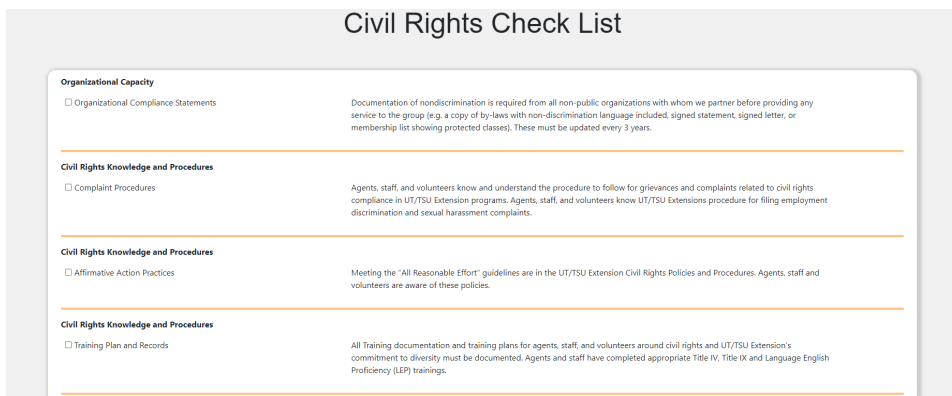 Civil Rights Check List
Organizational Capacity
Organizational Compliance Statements
Documentation of nondiscrimination is required from all non-public organizations with whom we partner before providing any
service to the group (e.g. a copy of by-laws with non-discrimination language included, signed statement, signed letter, or
membership list showing protected classes). These must be updated every 3 years.
Civil Rights Knowledge and Procedures
Complaint Procedures
Agents, staff, and volunteers know and understand the procedure to follow for grievances and complaints related to civil rights
compliance in UT/TSU Extension programs. Agents, staff, and volunteers know UT/TSU Extensions procedure for filing employment
discrimination and sexual harassment complaints.
Civil Rights Knowledge and Procedures
Affirmative Action Practices
Meeting the "All Reasonable Effort" guidelines are in the UT/TSU Extension Civil Rights Policies and Procedures. Agents, staff and
volunteers are aware of these policies.
Civil Rights Knowledge and Procedures
Training Plan and Records
All Training documentation and training plans for agents, staff, and volunteers around civil rights and UT/TSU Extension's
commitment to diversity must be documented. Agents and staff have completed appropriate Title IV, Title IX and Language English
Proficiency (LEP) trainings.